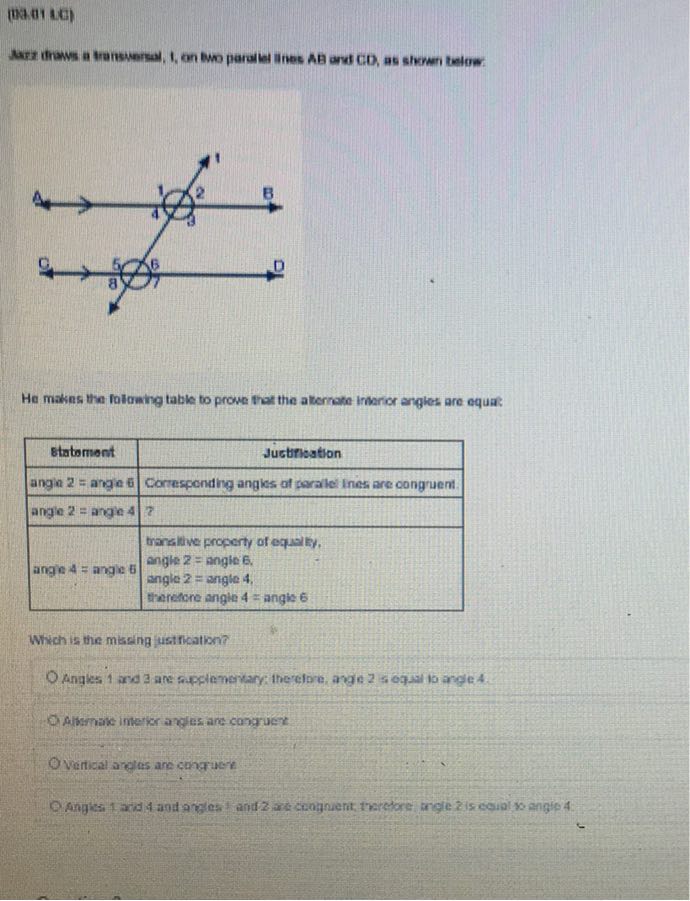 (03.01 LC)
Jazz draws a transversal, t, on two parallel lines AB and CD, as shown below:
t
1 2 B
A
4 3
C 5 6 D
8 7
He makes the following table to prove that the alternate interior angles are equal:
Statement Justification
angle 2 = angle 6 Corresponding angles of parallel lines are congruent.
angle 2 = angle 4 ?
transitive property of equality,
angle 2 = angle 6,
angle 4 = angle 6
angle 2 = angle 4,
therefore angle 4 = angle 6
Which is the missing justification?
Angles 1 and 3 are supplementary; therefore, angle 2 is equal to angle 4.
Alternate interior angles are congruent
Vertical angles are congruent
Angles 1 and 4 and angles 1 and 2 are congruent; therefore, angle 2 is equal to angle 4.